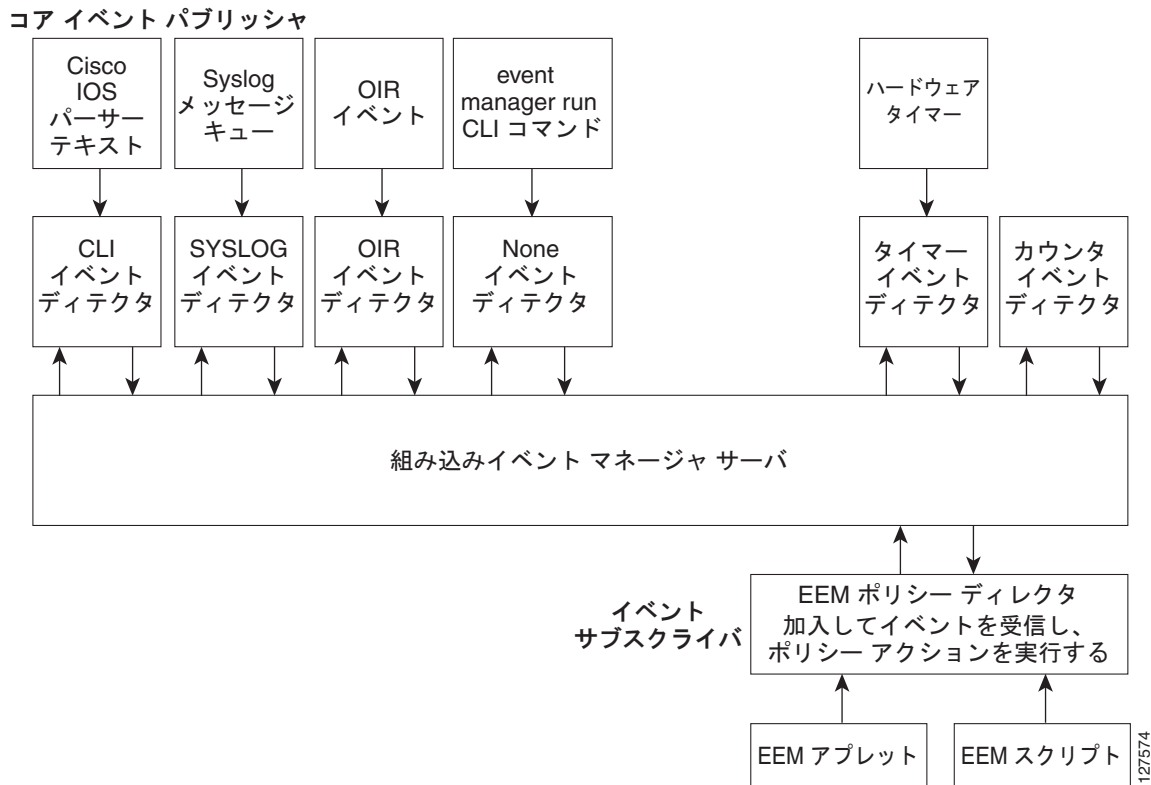 コア イベント パブリッシャ
Cisco
IOS
パーサー
テキスト
Syslog
メッセージ
キュー
OIR
イベント
event
manager run
CLI コマンド
ハードウェア
タイマー
CLI
イベント
ディテクタ
SYSLOG
イベント
ディテクタ
OIR
イベント
ディテクタ
None
イベント
ディテクタ
タイマー
イベント
ディテクタ
カウンタ
イベント
ディテクタ
組み込みイベント マネージャ サーバ
イベント
サブスクライバ
EEM ポリシー ディレクタ
加入してイベントを受信し、
ポリシー アクションを実行する
EEM アプレット
EEM スクリプト
127574